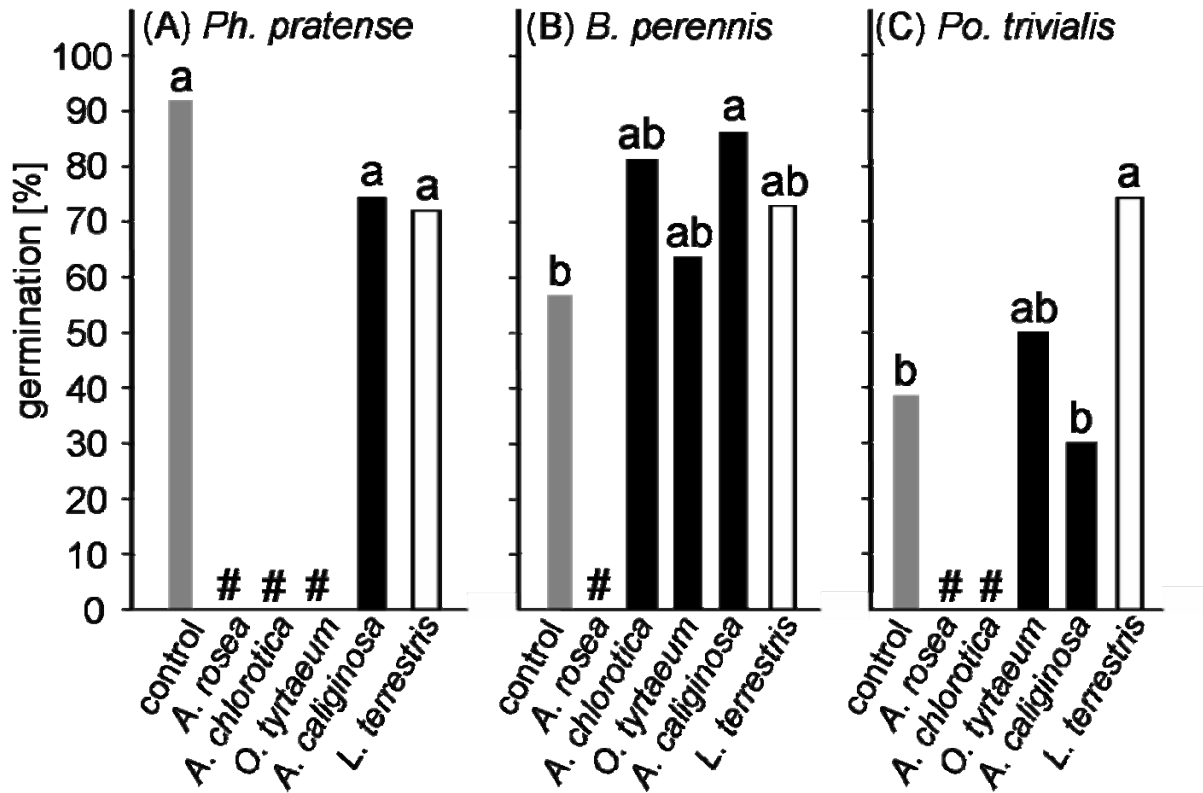 (A) Ph. pratense
(B) B. perennis
(C) Po. trivialis
germination [%]
100
90
80
70
60
50
40
30
20
10
0
a
#
#
#
a
a
b
#
ab
ab
a
ab
b
#
#
ab
b
a
control
A. rosea
A. chlorotica
O. tyrtaeum
A. caliginosa
L. terrestris
control
A. rosea
A. chlorotica
O. tyrtaeum
A. caliginosa
L. terrestris
control
A. rosea
A. chlorotica
O. tyrtaeum
A. caliginosa
L. terrestris